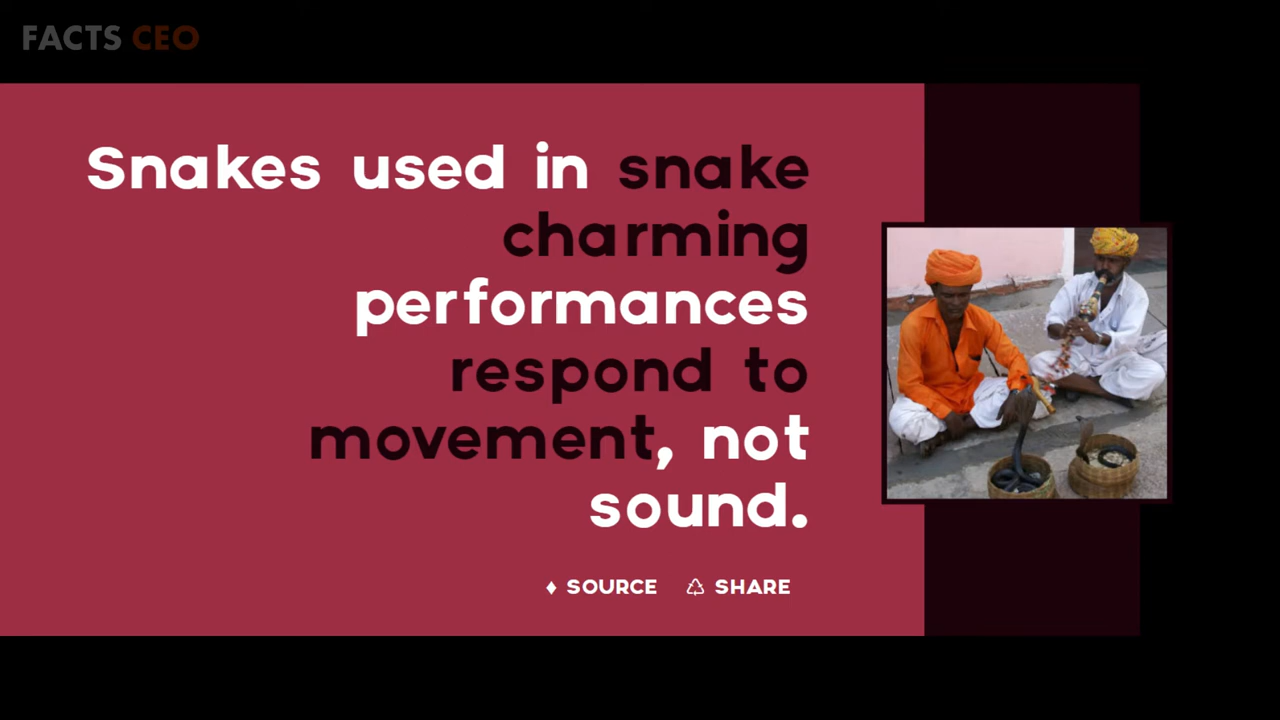 FACTS CEO
Snakes used in snake
charming
performances
respond to
movement, not
sound.
♦ SOURCE ♺ SHARE